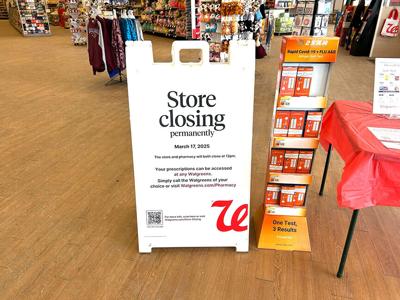 Store
closing
permanently
March 17, 2025
The store and pharmacy will both close at 12pm.
Your prescriptions can be accessed
at any Walgreens.
Simply call the Walgreens of your
choice or visit Walgreens.com/Pharmacy
Rapid Covid-19 + FLU A&B
One Test,
3 Results